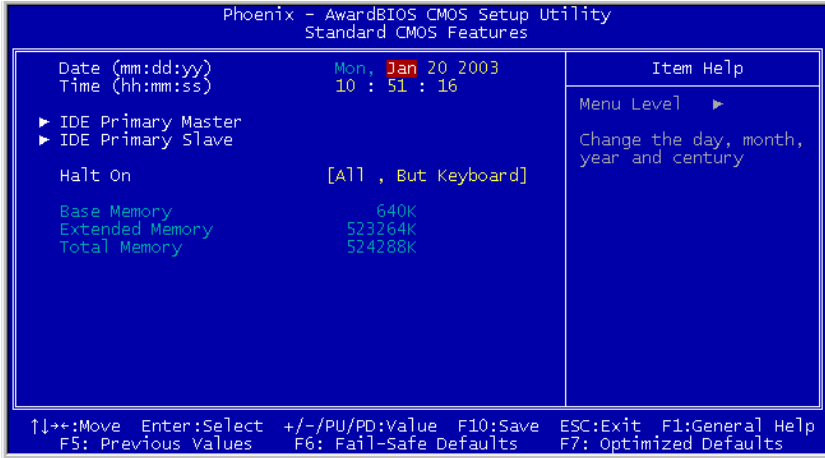 Phoenix - AwardBIOS CMOS Setup Utility
Standard CMOS Features
Date (mm:dd:yy) Mon, Jan 20 2003
Time (hh:mm:ss) 10 : 51 : 16
► IDE Primary Master
► IDE Primary Slave
Halt On [All , But Keyboard]
Base Memory 640K
Extended Memory 523264K
Total Memory 524288K
Item Help
Menu Level ►
Change the day, month,
year and century
↑↓→←:Move Enter:Select +/-/PU/PD:Value F10:Save ESC:Exit F1:General Help
F5: Previous Values F6: Fail-Safe Defaults F7: Optimized Defaults